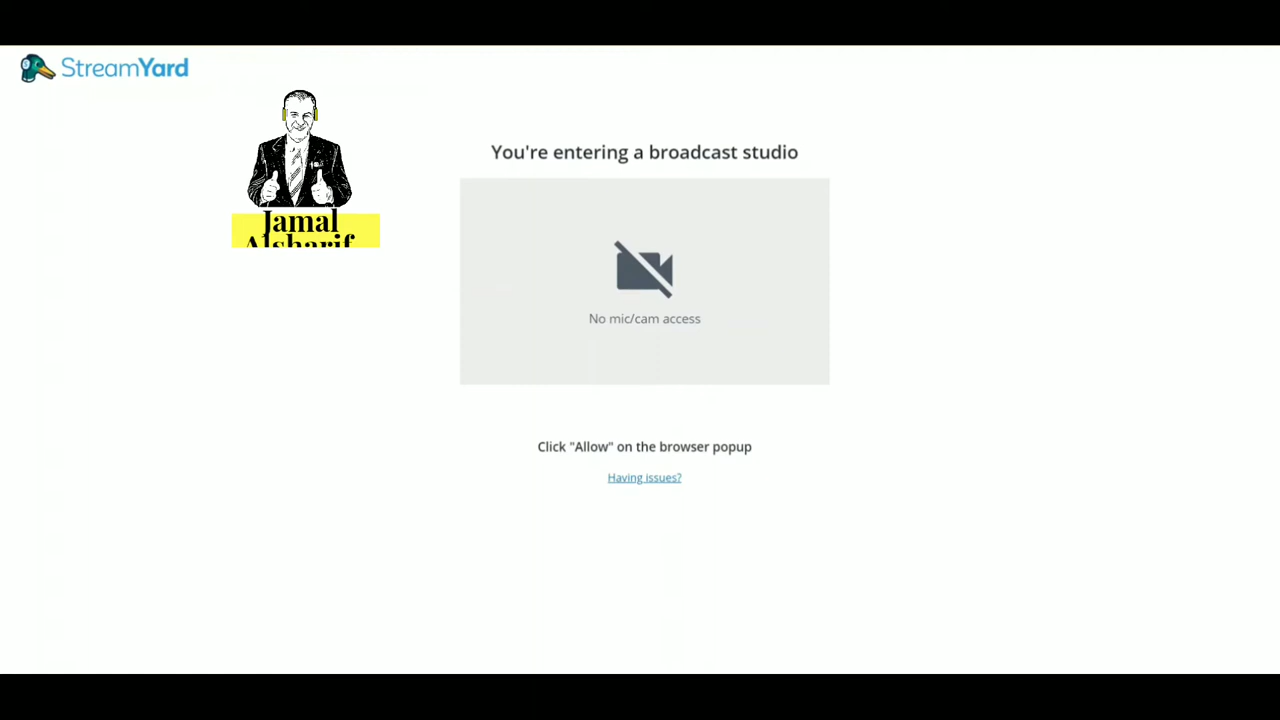 StreamYard
Jamal
Alsharif
You're entering a broadcast studio
No mic/cam access
Click "Allow" on the browser popup
Having issues?